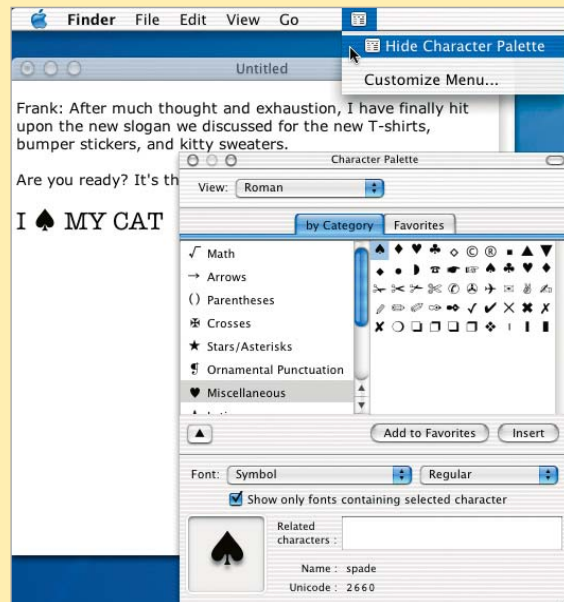 Finder File Edit View Go
Hide Character Palette
Customize Menu...
Untitled
Frank: After much thought and exhaustion, I have finally hit
upon the new slogan we discussed for the new T-shirts,
bumper stickers, and kitty sweaters.
Are you ready? It's th
I ♠ MY CAT
Character Palette
View: Roman
by Category Favorites
√ Math
→ Arrows
() Parentheses
✠ Crosses
★ Stars/Asterisks
¶ Ornamental Punctuation
♥ Miscellaneous
Add to Favorites Insert
Font: Symbol Regular
Show only fonts containing selected character
Related
characters :
Name : spade
Unicode : 2660